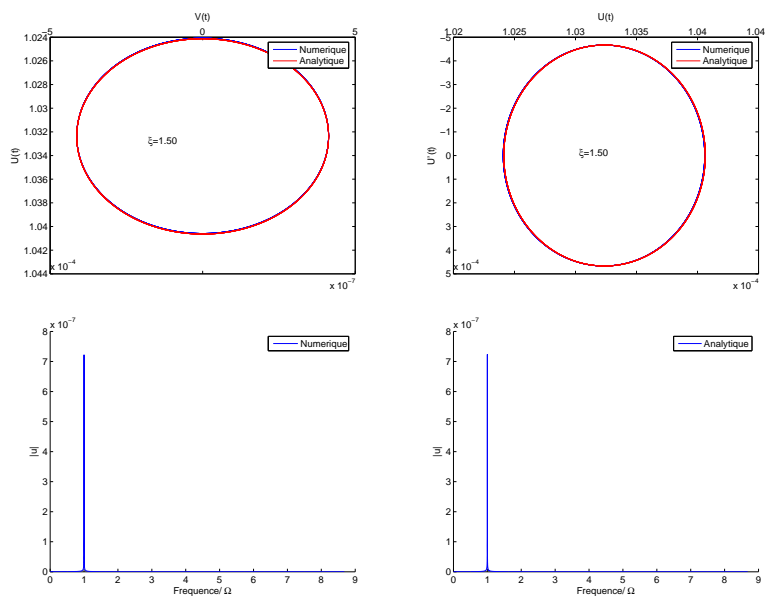 V(t)
−5 0 5
1.024
1.026
1.028
1.03
1.032
1.034
1.036
1.038
1.04
1.042
1.044
U(t)
Numerique
Analytique
ξ=1.50
x 10−4
x 10−7
U(t)
1.02 1.025 1.03 1.035 1.04 1.04
−5
−4
−3
−2
−1
0
1
2
3
4
5
U'(t)
Numerique
Analytique
ξ=1.50
x 10−4
x 10−4
x 10−7
8
7
6
5
4
3
2
1
0
|u|
Numerique
0 1 2 3 4 5 6 7 8 9
Frequence/ Ω
x 10−7
8
7
6
5
4
3
2
1
0
|u|
Analytique
0 1 2 3 4 5 6 7 8 9
Frequence/ Ω